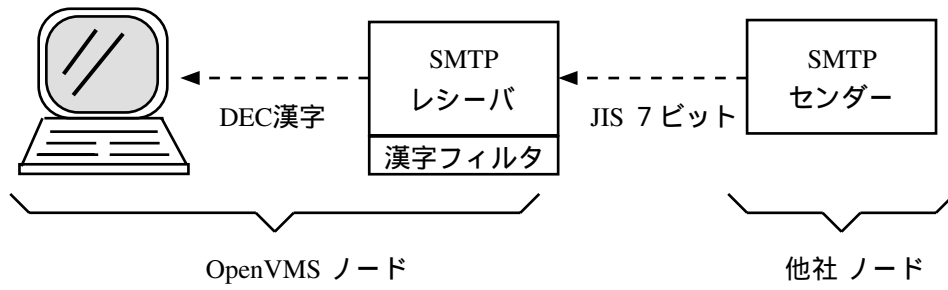 SMTP
レシーバ
SMTP
センダー
DEC漢字
JIS 7 ビット
漢字フィルタ
OpenVMS ノード
他社 ノード